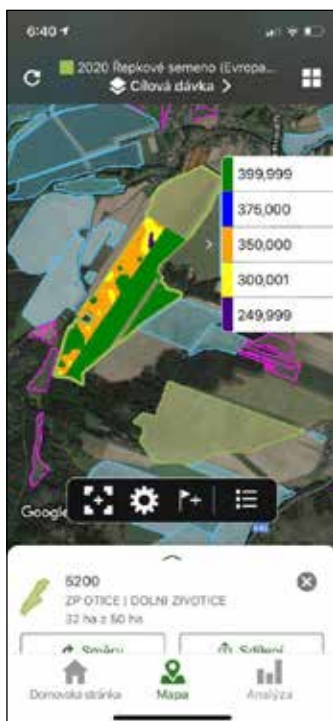 6:40
2020 Řepkové semeno (Evropa...
Cílová dávka
399,999
375,000
350,000
300,001
249,999
Google
5200
ZP OTICE | DOLNI ZIVOTICE
32 ha z 50 ha
Směry
Sdílení
Domovská stránka
Mapa
Analýza